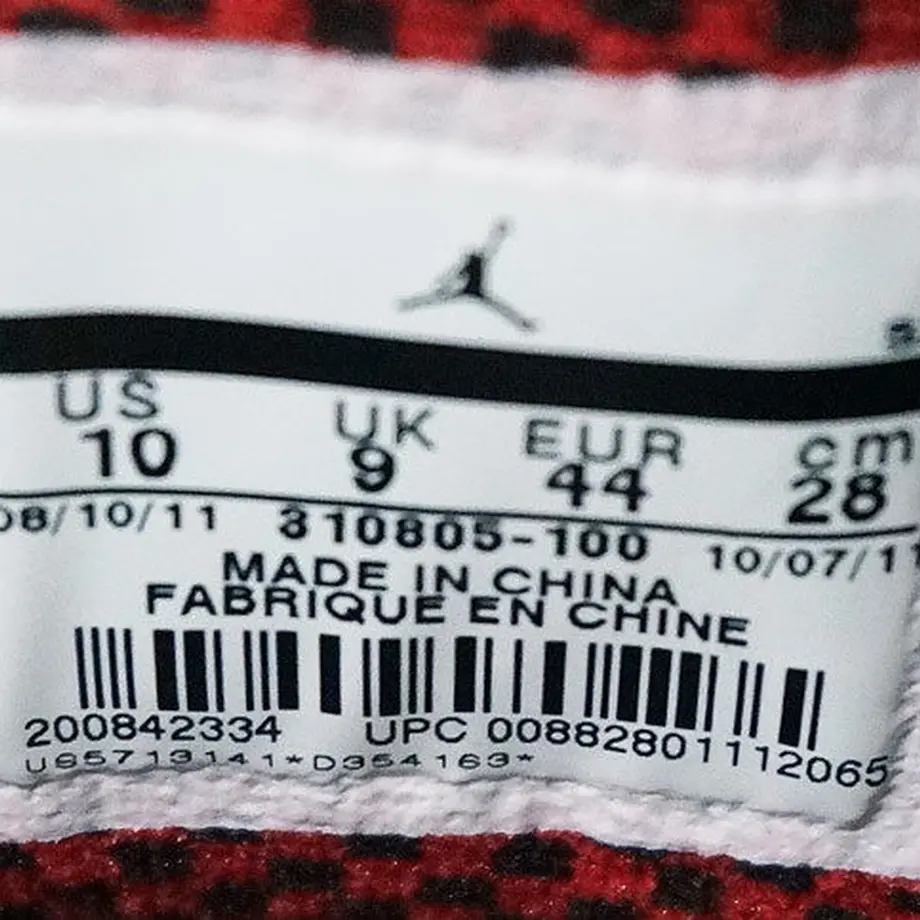 US UK EUR cm
10 9 44 28
08/10/11 310805-100 10/07/11
MADE IN CHINA
FABRIQUE EN CHINE
200842334 UPC 00882801112065
US5713141*D354163*